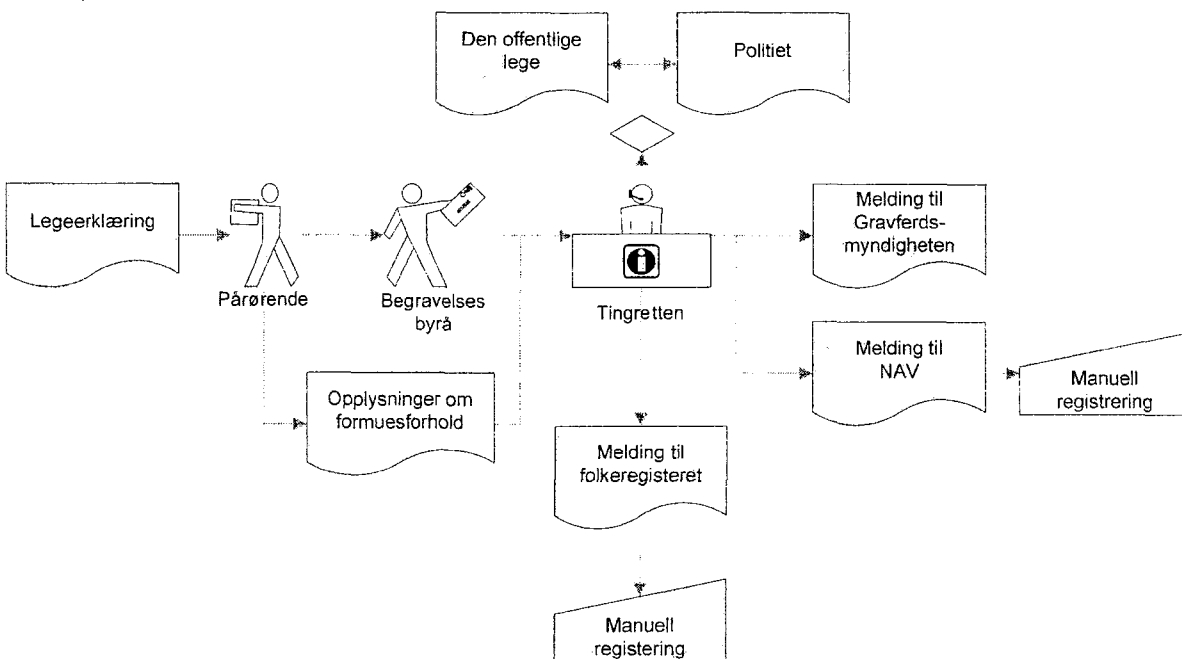 Den offentlige
lege
Politiet
Legeerklæring
Pårørende
Begravelses
byrå
Tingretten
Melding til
Gravferds-
myndigheten
Melding til
NAV
Manuell
registrering
Opplysninger om
formuesforhold
Melding til
folkeregisteret
Manuell
registering